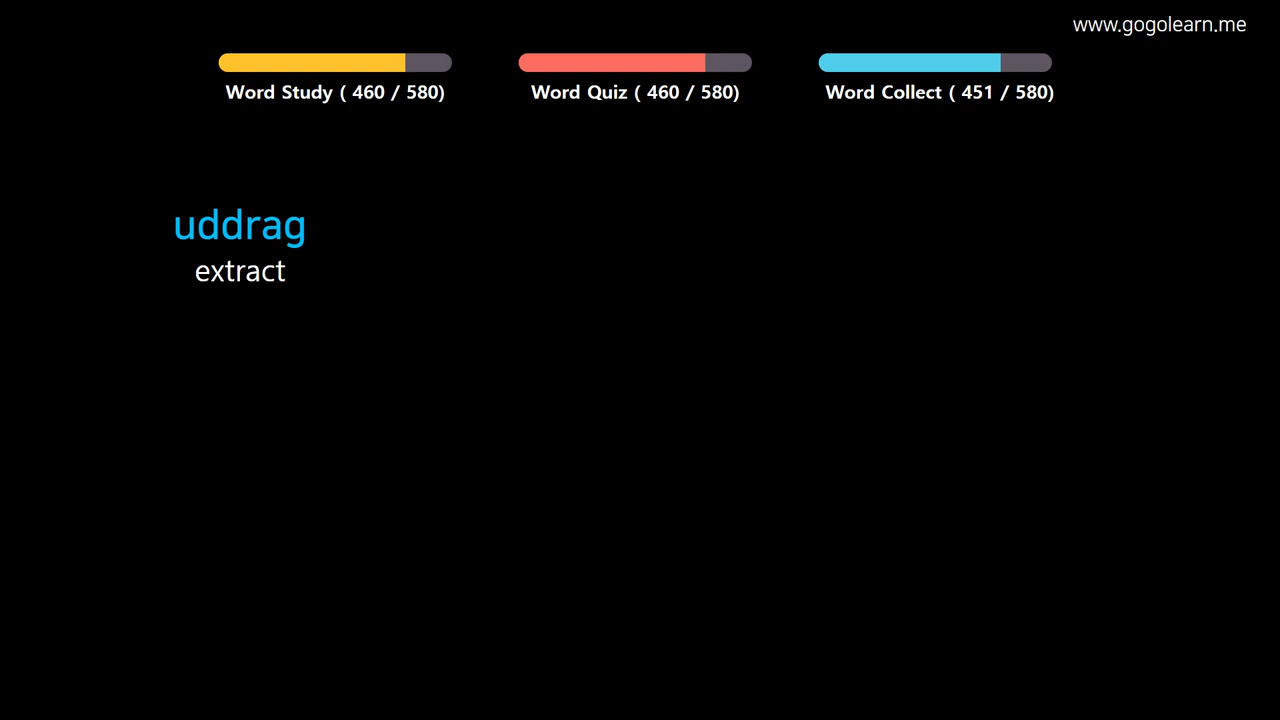 www.gogolearn.me
Word Study ( 460 / 580)
Word Quiz ( 460 / 580)
Word Collect ( 451 / 580)
uddrag
extract